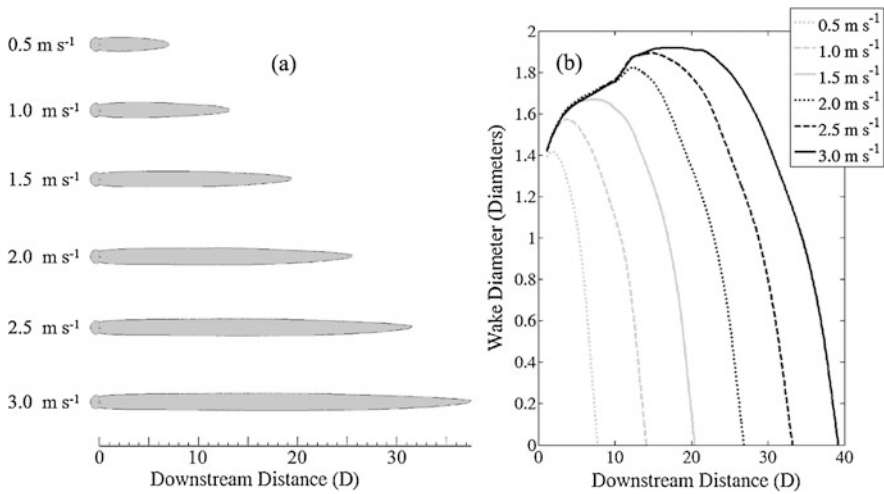 0.5 m s⁻¹
1.0 m s⁻¹
1.5 m s⁻¹
2.0 m s⁻¹
2.5 m s⁻¹
3.0 m s⁻¹
(a)
0 10 20 30
Downstream Distance (D)
(b)
0.5 m s⁻¹
1.0 m s⁻¹
1.5 m s⁻¹
2.0 m s⁻¹
2.5 m s⁻¹
3.0 m s⁻¹
Wake Diameter (Diameters)
2
1.8
1.6
1.4
1.2
1
0.8
0.6
0.4
0.2
0
0 10 20 30 40
Downstream Distance (D)